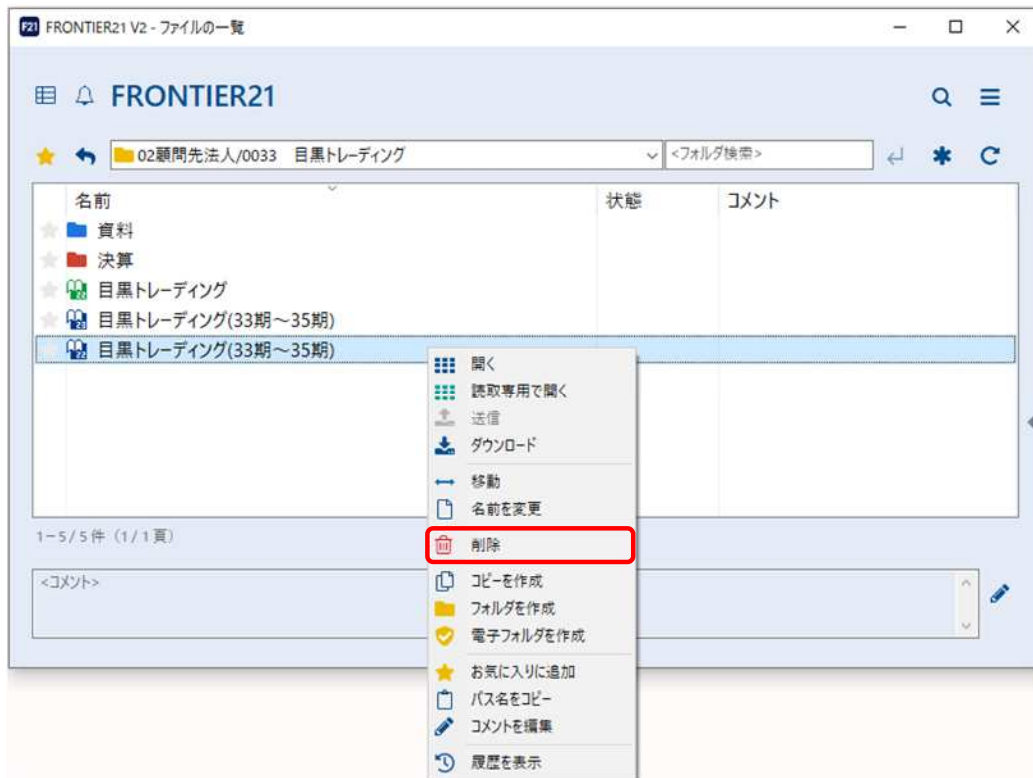 F21 FRONTIER21 V2 - ファイルの一覧
FRONTIER21
02顧問先法人/0033 目黒トレーディング <フォルダ検索>
名前 状態 コメント
資料
決算
目黒トレーディング
目黒トレーディング(33期～35期)
目黒トレーディング(33期～35期)
開く
読取専用で開く
送信
ダウンロード
移動
名前を変更
1-5/5件 (1/1頁)
削除
<コメント>
コピーを作成
フォルダを作成
電子フォルダを作成
お気に入りに追加
パス名をコピー
コメントを編集
履歴を表示